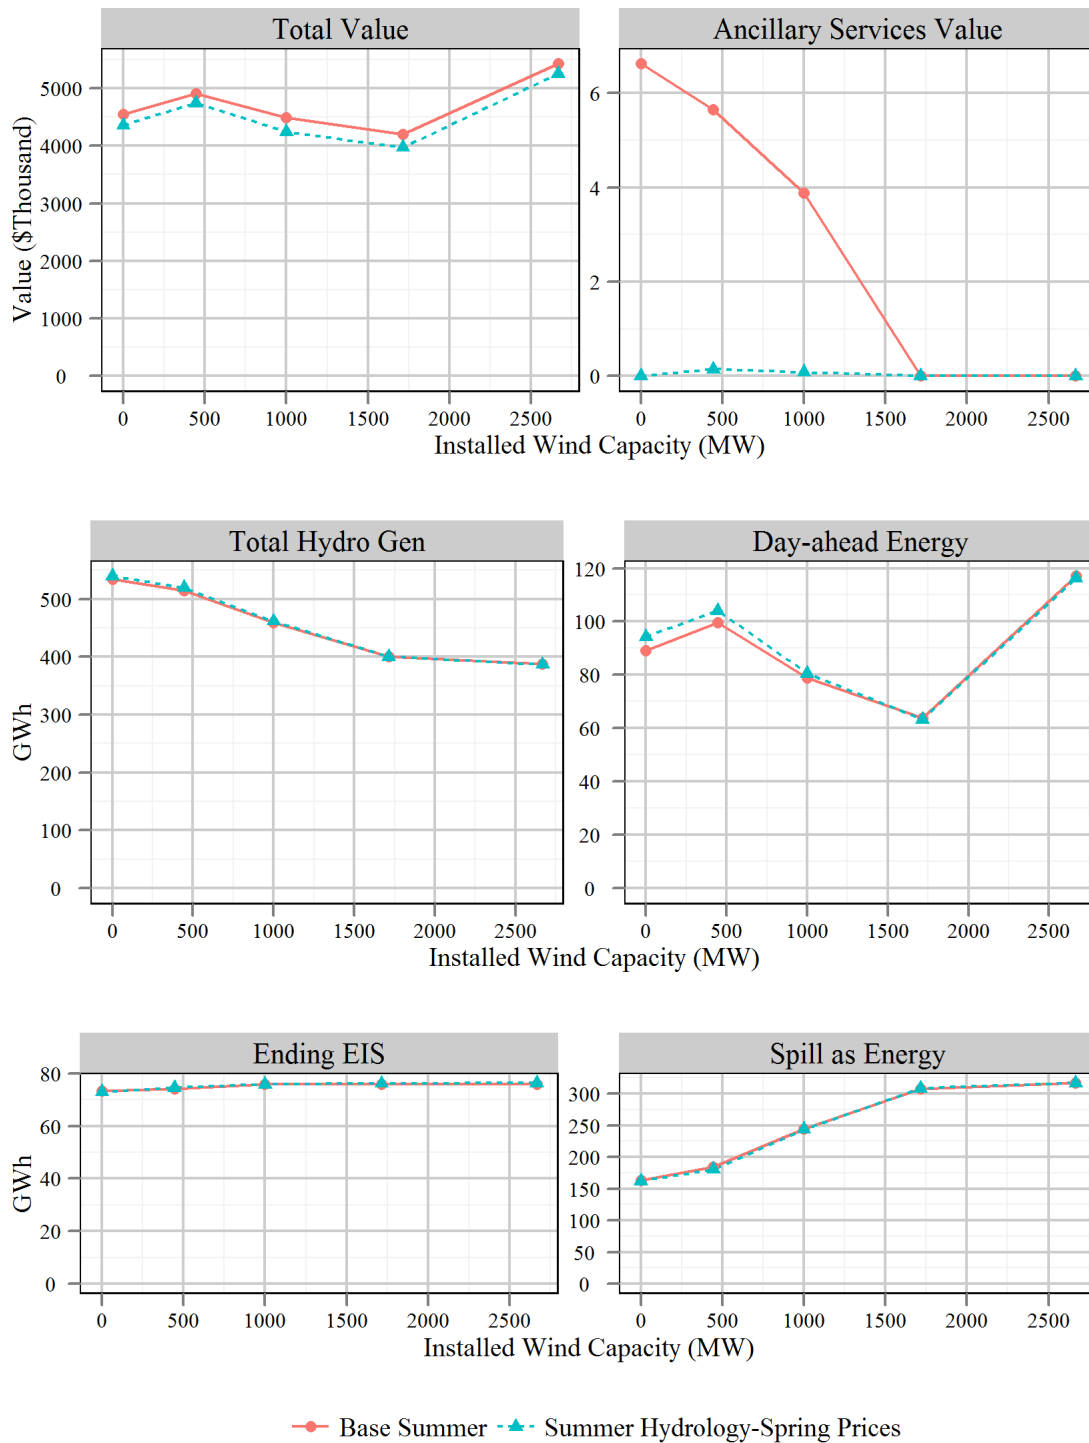 Total Value
Ancillary Services Value
Value ($Thousand)
5000
4000
3000
2000
1000
0
6
4
2
0
0 500 1000 1500 2000 2500
0 500 1000 1500 2000 2500
Installed Wind Capacity (MW)
Total Hydro Gen
Day-ahead Energy
GWh
500
400
300
200
100
0
120
100
80
60
40
20
0
0 500 1000 1500 2000 2500
0 500 1000 1500 2000 2500
Installed Wind Capacity (MW)
Ending EIS
Spill as Energy
GWh
80
60
40
20
0
300
250
200
150
100
50
0
0 500 1000 1500 2000 2500
0 500 1000 1500 2000 2500
Installed Wind Capacity (MW)
Base Summer Summer Hydrology-Spring Prices